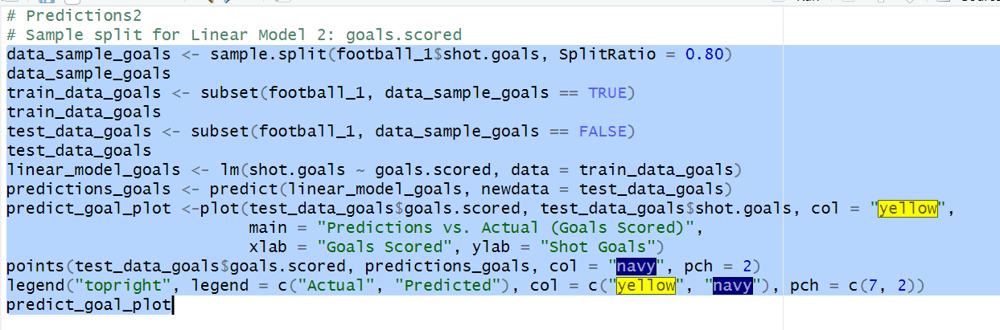 # Predictions2
# Sample split for Linear Model 2: goals.scored
data_sample_goals <- sample.split(football_1$shot.goals, SplitRatio = 0.80)
data_sample_goals
train_data_goals <- subset(football_1, data_sample_goals == TRUE)
train_data_goals
test_data_goals <- subset(football_1, data_sample_goals == FALSE)
test_data_goals
linear_model_goals <- lm(shot.goals ~ goals.scored, data = train_data_goals)
predictions_goals <- predict(linear_model_goals, newdata = test_data_goals)
predict_goal_plot <-plot(test_data_goals$goals.scored, test_data_goals$shot.goals, col = "yellow",
                         main = "Predictions vs. Actual (Goals Scored)",
                         xlab = "Goals Scored", ylab = "Shot Goals")
points(test_data_goals$goals.scored, predictions_goals, col = "navy", pch = 2)
legend("topright", legend = c("Actual", "Predicted"), col = c("yellow", "navy"), pch = c(7, 2))
predict_goal_plot